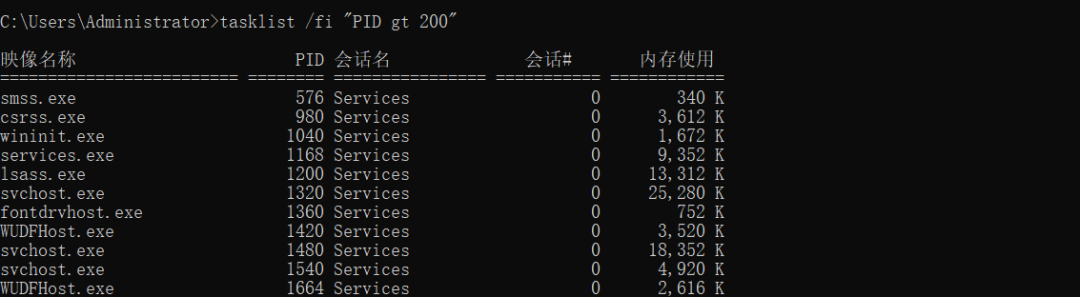 C:\Users\Administrator>tasklist /fi "PID gt 200"
映像名称                       PID 会话名              会话#       内存使用
========================= ======== ================ =========== ============
smss.exe                       576 Services                   0        340 K
csrss.exe                      980 Services                   0      3,612 K
wininit.exe                   1040 Services                   0      1,672 K
services.exe                  1168 Services                   0      9,352 K
lsass.exe                     1200 Services                   0     13,312 K
svchost.exe                   1320 Services                   0     25,280 K
fontdrvhost.exe               1360 Services                   0        752 K
WUDFHost.exe                  1420 Services                   0      3,520 K
svchost.exe                   1480 Services                   0     18,352 K
svchost.exe                   1540 Services                   0      4,920 K
WUDFHost.exe                  1664 Services                   0      2,616 K